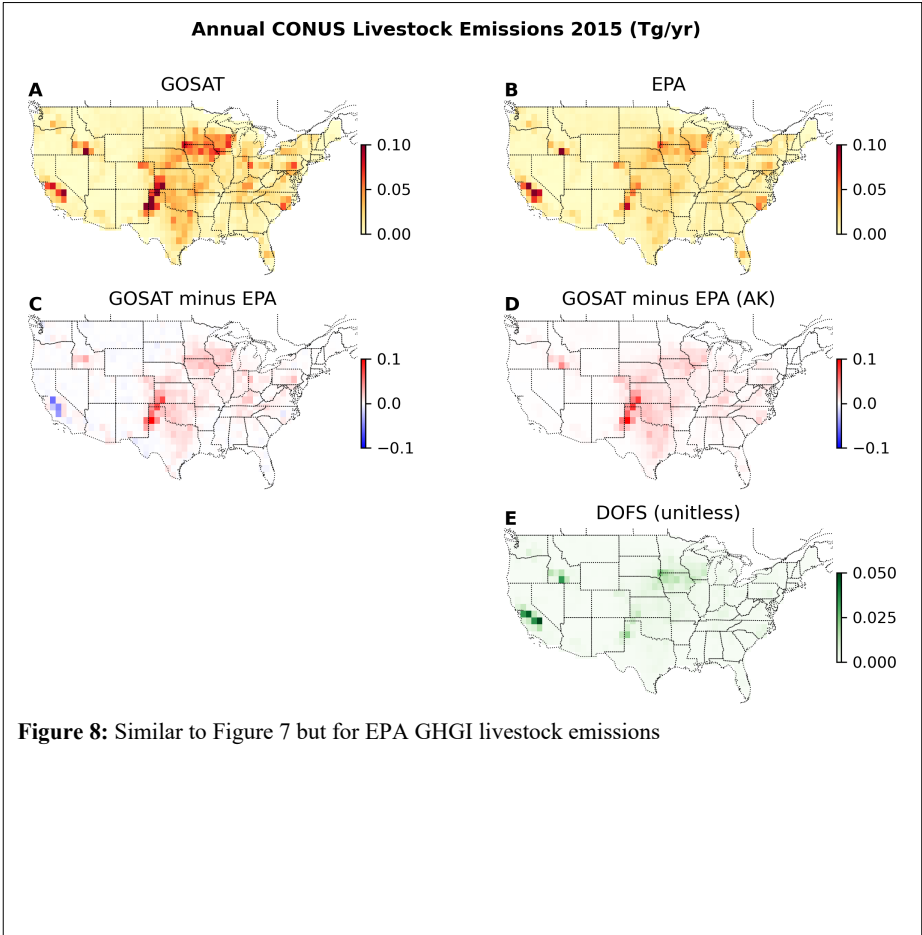 Annual CONUS Livestock Emissions 2015 (Tg/yr)
A GOSAT
0.10
0.05
0.00
B EPA
0.10
0.05
0.00
C GOSAT minus EPA
0.1
0.0
−0.1
D GOSAT minus EPA (AK)
0.1
0.0
−0.1
E DOFS (unitless)
0.050
0.025
0.000
Figure 8: Similar to Figure 7 but for EPA GHGI livestock emissions